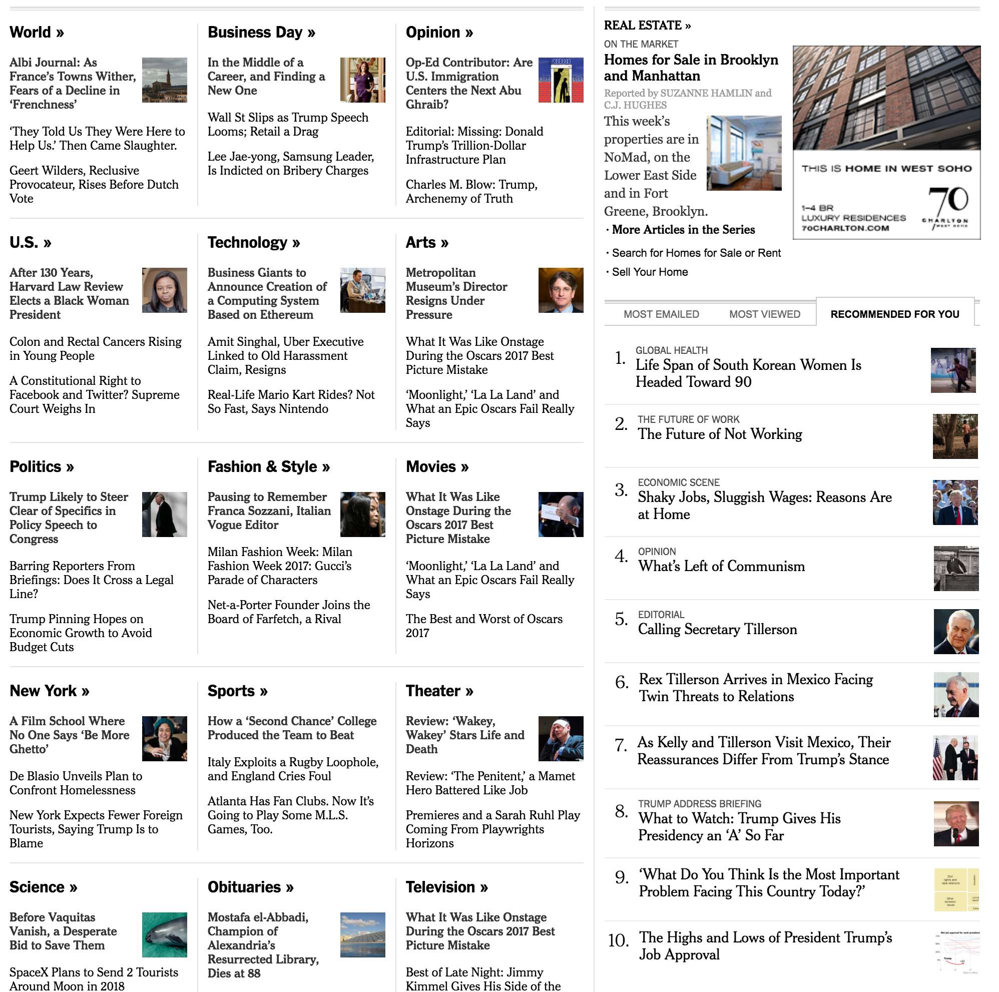 World »
Albi Journal: As
France’s Towns Wither,
Fears of a Decline in
‘Frenchness’
‘They Told Us They Were Here to
Help Us.’ Then Came Slaughter.
Geert Wilders, Reclusive
Provocateur, Rises Before Dutch
Vote
Business Day »
In the Middle of a
Career, and Finding a
New One
Wall St Slips as Trump Speech
Looms; Retail a Drag
Lee Jae-yong, Samsung Leader,
Is Indicted on Bribery Charges
Opinion »
Op-Ed Contributor: Are
U.S. Immigration
Centers the Next Abu
Ghraib?
Editorial: Missing: Donald
Trump’s Trillion-Dollar
Infrastructure Plan
Charles M. Blow: Trump,
Archenemy of Truth
U.S. »
After 130 Years,
Harvard Law Review
Elects a Black Woman
President
Colon and Rectal Cancers Rising
in Young People
A Constitutional Right to
Facebook and Twitter? Supreme
Court Weighs In
Technology »
Business Giants to
Announce Creation of
a Computing System
Based on Ethereum
Amit Singhal, Uber Executive
Linked to Old Harassment
Claim, Resigns
Real-Life Mario Kart Rides? Not
So Fast, Says Nintendo
Arts »
Metropolitan
Museum’s Director
Resigns Under
Pressure
What It Was Like Onstage
During the Oscars 2017 Best
Picture Mistake
‘Moonlight,’ ‘La La Land’ and
What an Epic Oscars Fail Really
Says
Politics »
Trump Likely to Steer
Clear of Specifics in
Policy Speech to
Congress
Barring Reporters From
Briefings: Does It Cross a Legal
Line?
Trump Pinning Hopes on
Economic Growth to Avoid
Budget Cuts
Fashion & Style »
Pausing to Remember
Franca Sozzani, Italian
Vogue Editor
Milan Fashion Week: Milan
Fashion Week 2017: Gucci’s
Parade of Characters
Net-a-Porter Founder Joins the
Board of Farfetch, a Rival
Movies »
What It Was Like
Onstage During the
Oscars 2017 Best
Picture Mistake
‘Moonlight,’ ‘La La Land’ and
What an Epic Oscars Fail Really
Says
The Best and Worst of Oscars
2017
New York »
A Film School Where
No One Says ‘Be More
Ghetto’
De Blasio Unveils Plan to
Confront Homelessness
New York Expects Fewer Foreign
Tourists, Saying Trump Is to
Blame
Sports »
How a ‘Second Chance’ College
Produced the Team to Beat
Italy Exploits a Rugby Loophole,
and England Cries Foul
Atlanta Has Fan Clubs. Now It’s
Going to Play Some M.L.S.
Games, Too.
Theater »
Review: ‘Wakey,
Wakey’ Stars Life and
Death
Review: ‘The Penitent,’ a Mamet
Hero Battered Like Job
Premieres and a Sarah Ruhl Play
Coming From Playwrights
Horizons
Science »
Before Vaquitas
Vanish, a Desperate
Bid to Save Them
SpaceX Plans to Send 2 Tourists
Around Moon in 2018
Obituaries »
Mostafa el-Abbadi,
Champion of
Alexandria’s
Resurrected Library,
Dies at 88
Television »
What It Was Like Onstage
During the Oscars 2017 Best
Picture Mistake
Best of Late Night: Jimmy
Kimmel Gives His Side of the
REAL ESTATE »
ON THE MARKET
Homes for Sale in Brooklyn
and Manhattan
Reported by SUZANNE HAMLIN and
C.J. HUGHES
This week’s
properties are in
NoMad, on the
Lower East Side
and in Fort
Greene, Brooklyn.
· More Articles in the Series
· Search for Homes for Sale or Rent
· Sell Your Home
THIS IS HOME IN WEST SOHO
1–4 BR
LUXURY RESIDENCES
70CHARLTON.COM
70
CHARLTON
WEST SOHO
MOST EMAILED MOST VIEWED RECOMMENDED FOR YOU
1. GLOBAL HEALTH
Life Span of South Korean Women Is
Headed Toward 90
2. THE FUTURE OF WORK
The Future of Not Working
3. ECONOMIC SCENE
Shaky Jobs, Sluggish Wages: Reasons Are
at Home
4. OPINION
What’s Left of Communism
5. EDITORIAL
Calling Secretary Tillerson
6. Rex Tillerson Arrives in Mexico Facing
Twin Threats to Relations
7. As Kelly and Tillerson Visit Mexico, Their
Reassurances Differ From Trump’s Stance
8. TRUMP ADDRESS BRIEFING
What to Watch: Trump Gives His
Presidency an ‘A’ So Far
9. ‘What Do You Think Is the Most Important
Problem Facing This Country Today?’
Civil
rights and
race relations
Other
domestic
issues
10. The Highs and Lows of President Trump’s
Job Approval
Net job approval for each president
Trump
Days in office